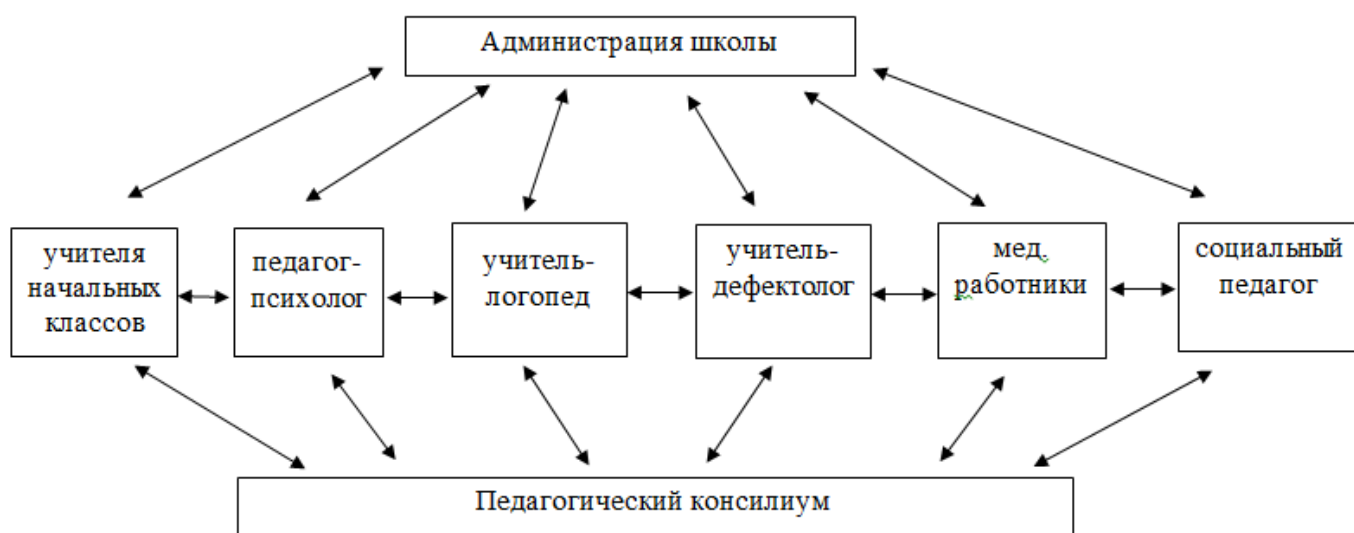 Администрация школы
учителя
начальных
классов
педагог-
психолог
учитель-
логопед
учитель-
дефектолог
мед.
работники
социальный
педагог
Педагогический консилиум